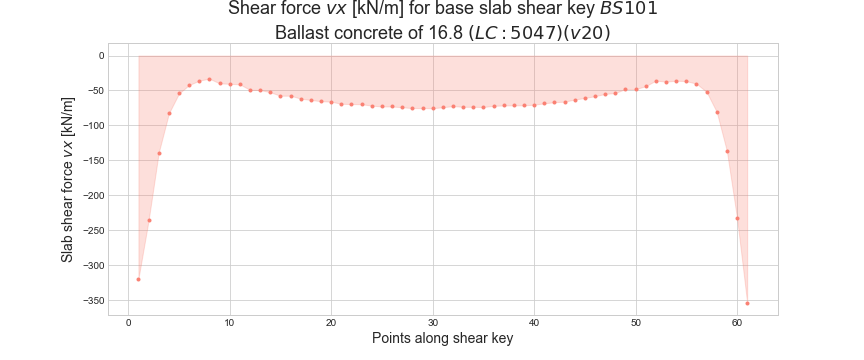 Shear force vx [kN/m] for base slab shear key BS101
Ballast concrete of 16.8 (LC : 5047)(v20)
Slab shear force vx [kN/m]
0
−50
−100
−150
−200
−250
−300
−350
0 10 20 30 40 50 60
Points along shear key